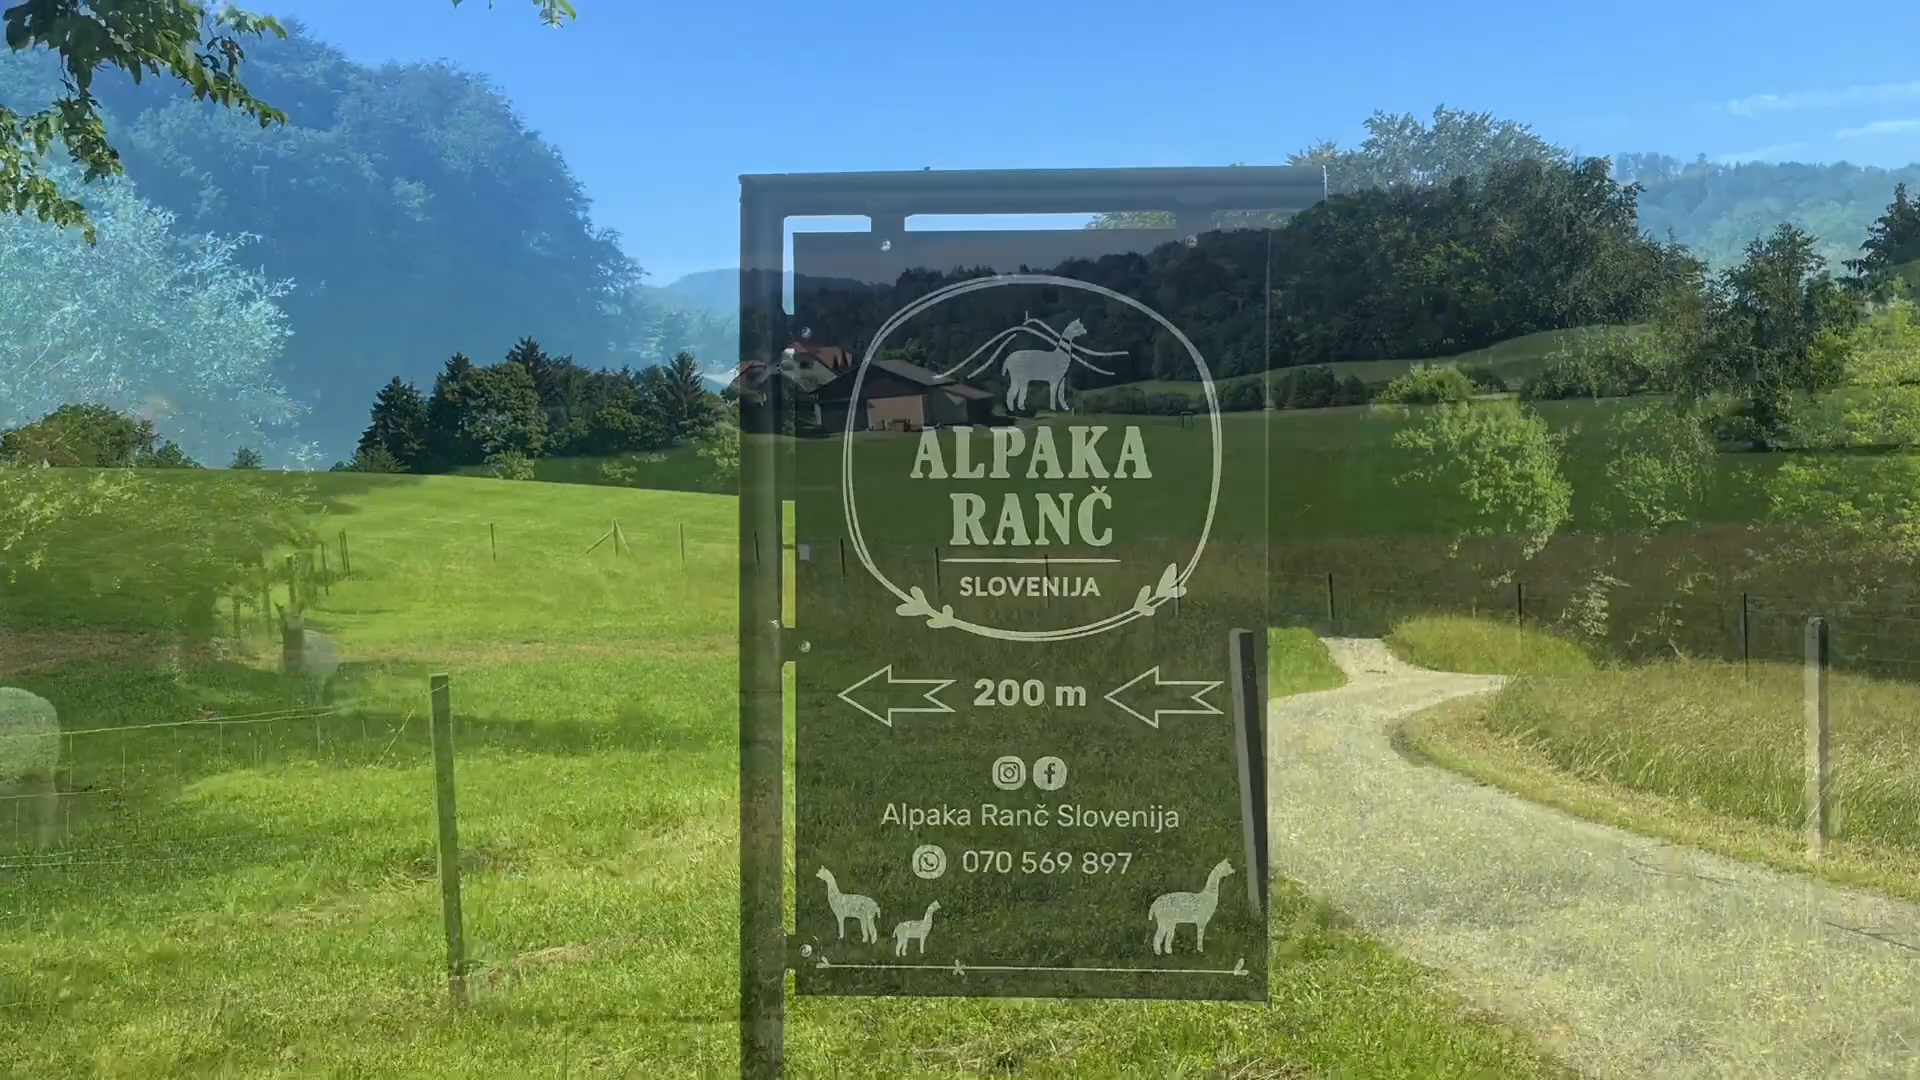 ALPAKA
RANČ
SLOVENIJA
200 m
Alpaka Ranč Slovenija
070 569 897